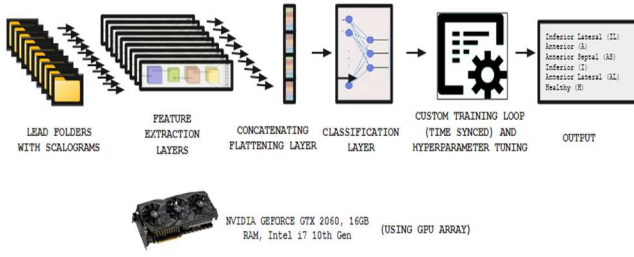 Inferior Lateral (IL)
Anterior (A)
Anterior Septal (AS)
Inferior (I)
Anterior Lateral (AL)
Healthy (H)
LEAD FOLDERS
WITH SCALOGRAMS
FEATURE
EXTRACTION
LAYERS
CONCATENATING
FLATTENING LAYER
CLASSIFICATION
LAYER
CUSTOM TRAINING LOOP
(TIME SYNCED) AND
HYPERPARAMETER TUNING
OUTPUT
NVIDIA GEFORCE GTX 2060, 16GB
RAM, Intel i7 10th Gen
(USING GPU ARRAY)